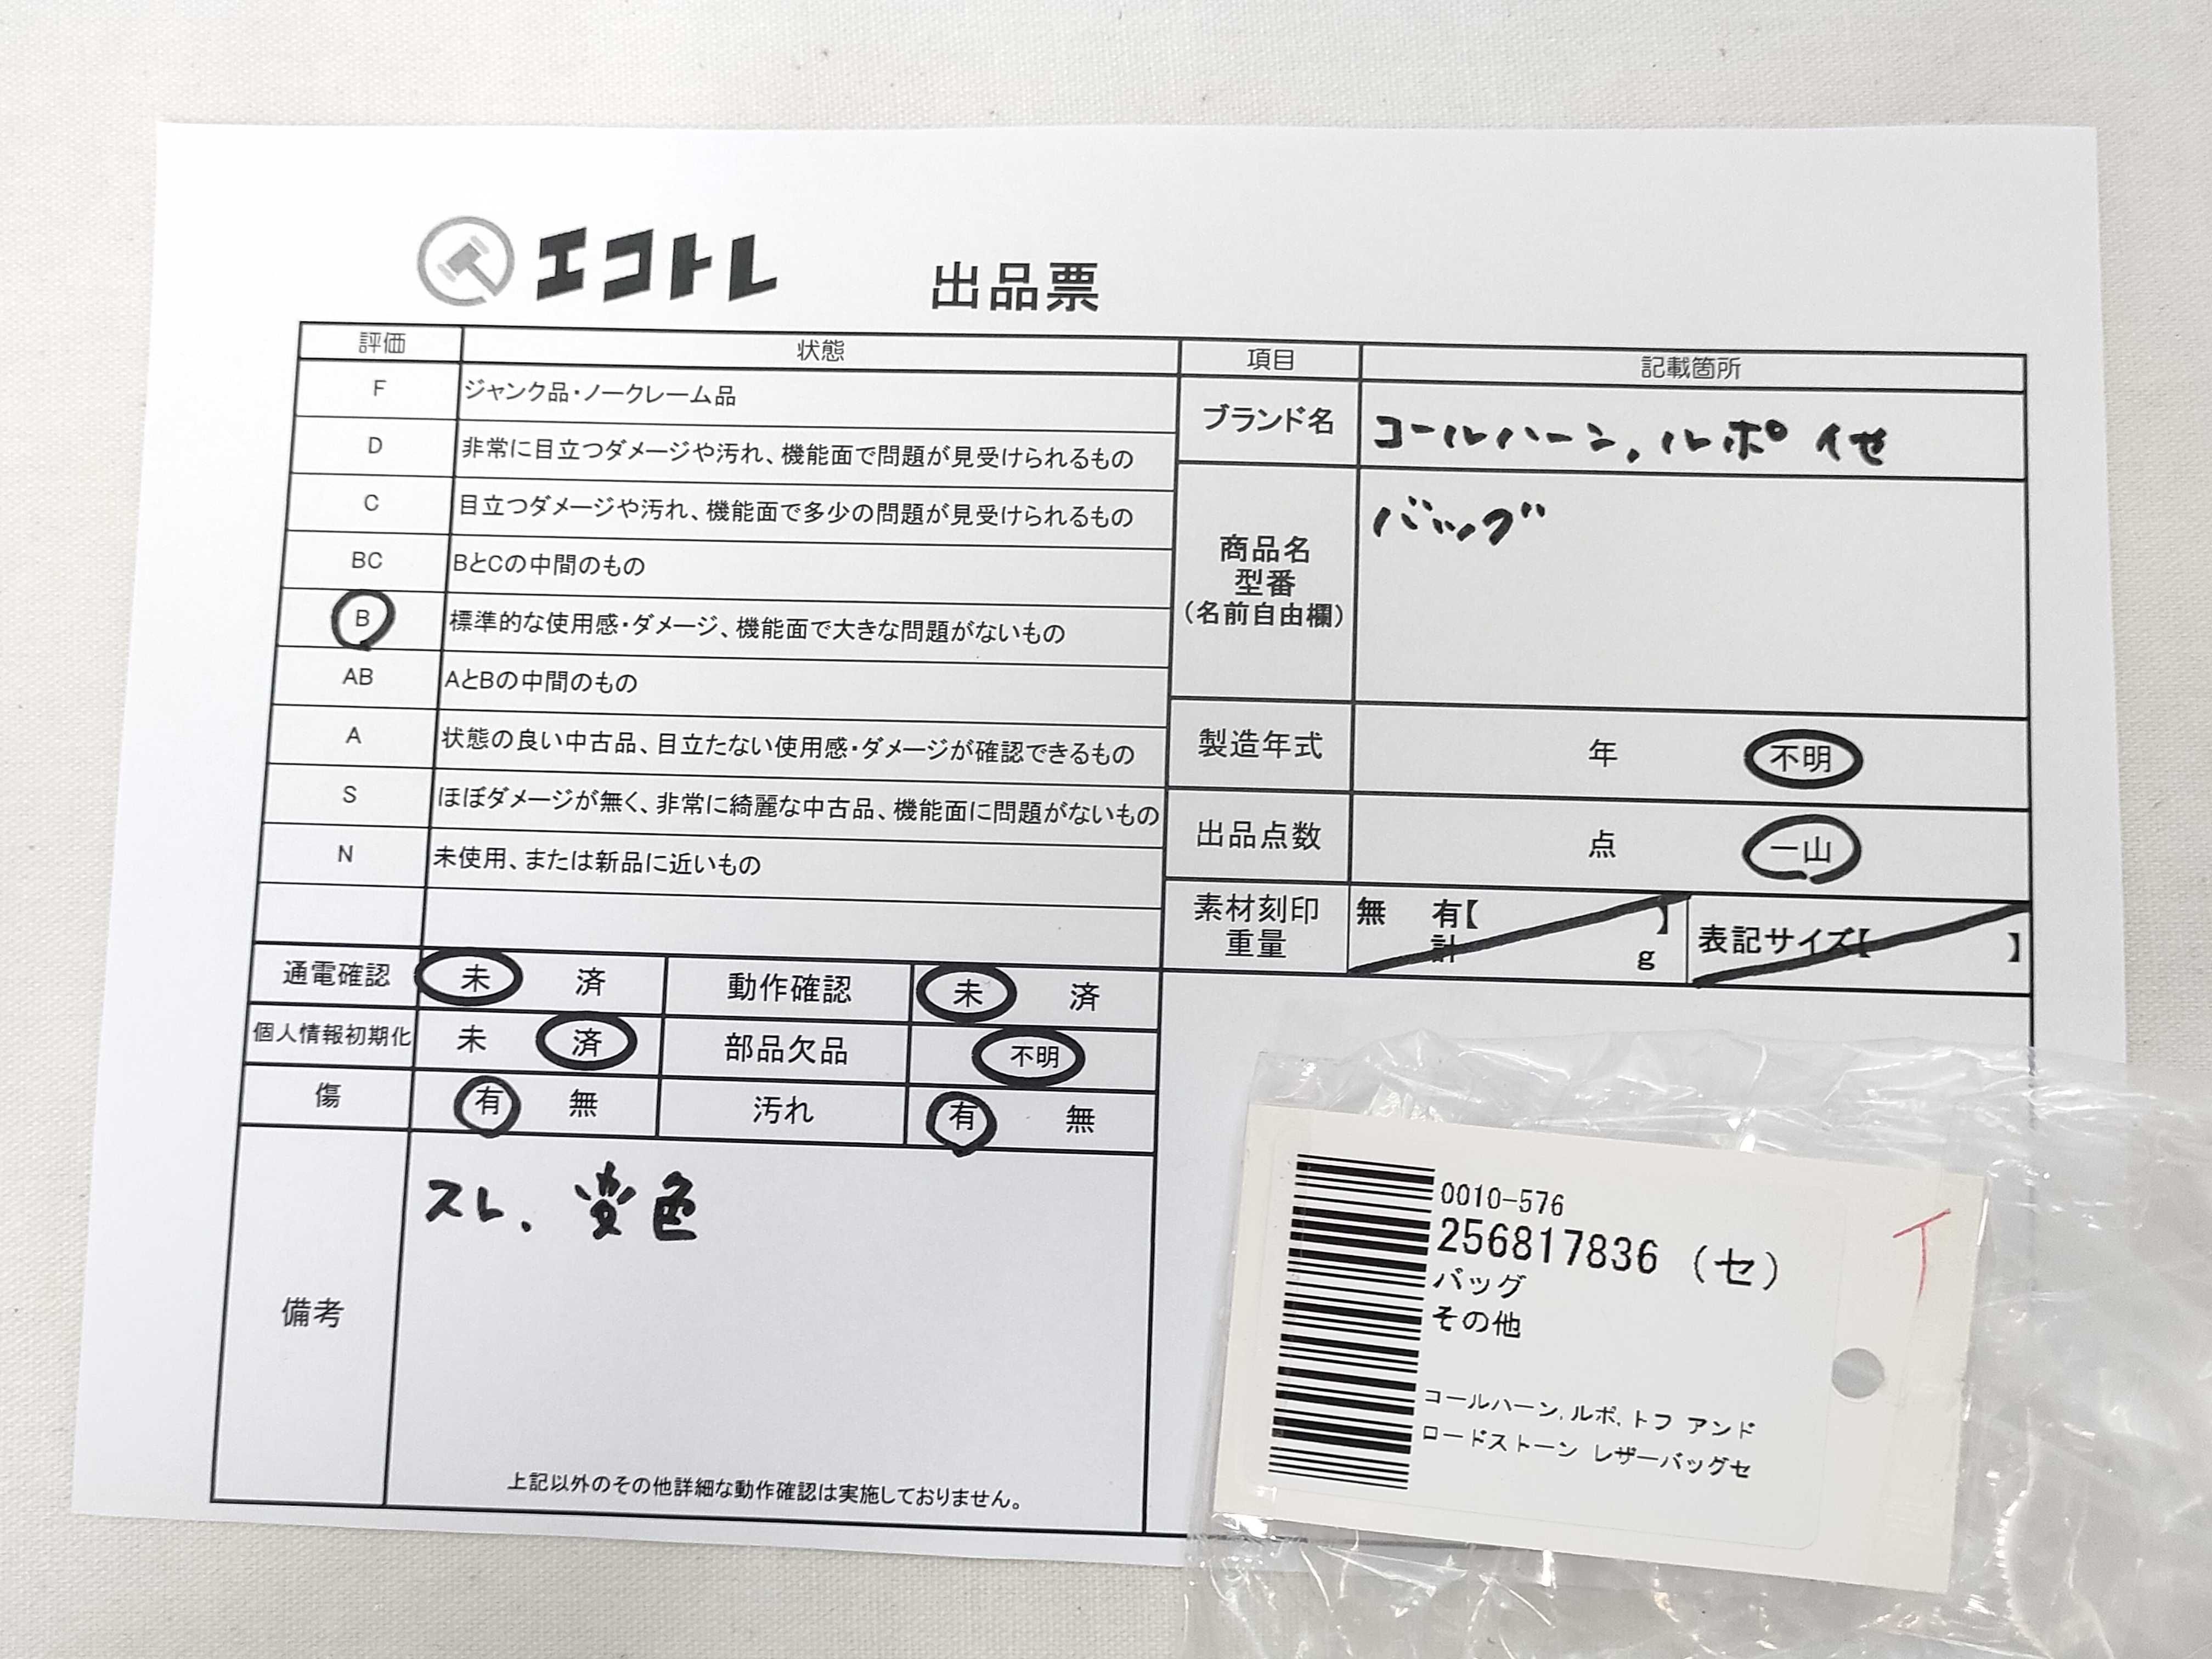 エコトレ 出品票
評価 状態
F ジャンク品・ノークレーム品
D 非常に目立つダメージや汚れ、機能面で問題が見受けられるもの
C 目立つダメージや汚れ、機能面で多少の問題が見受けられるもの
BC BとCの中間のもの
B 標準的な使用感・ダメージ、機能面で大きな問題がないもの
AB AとBの中間のもの
A 状態の良い中古品、目立たない使用感・ダメージが確認できるもの
S ほぼダメージが無く、非常に綺麗な中古品、機能面に問題がないもの
N 未使用、または新品に近いもの
項目 記載箇所
ブランド名 コールハーン, ルポ 他
商品名
型番
(名前自由欄)
バッグ
製造年式 年 不明
出品点数 点 一山
素材刻印
重量
無 有【 】
計 g
表記サイズ【 】
通電確認 未 済 動作確認 未 済
個人情報初期化 未 済 部品欠品 不明
傷 有 無 汚れ 有 無
備考
スレ、変色
上記以外のその他詳細な動作確認は実施しておりません。
0010-576
256817836 (セ)
バッグ
その他
コールハーン,ルポ,トフ アンド
ロードストーン レザーバッグセ